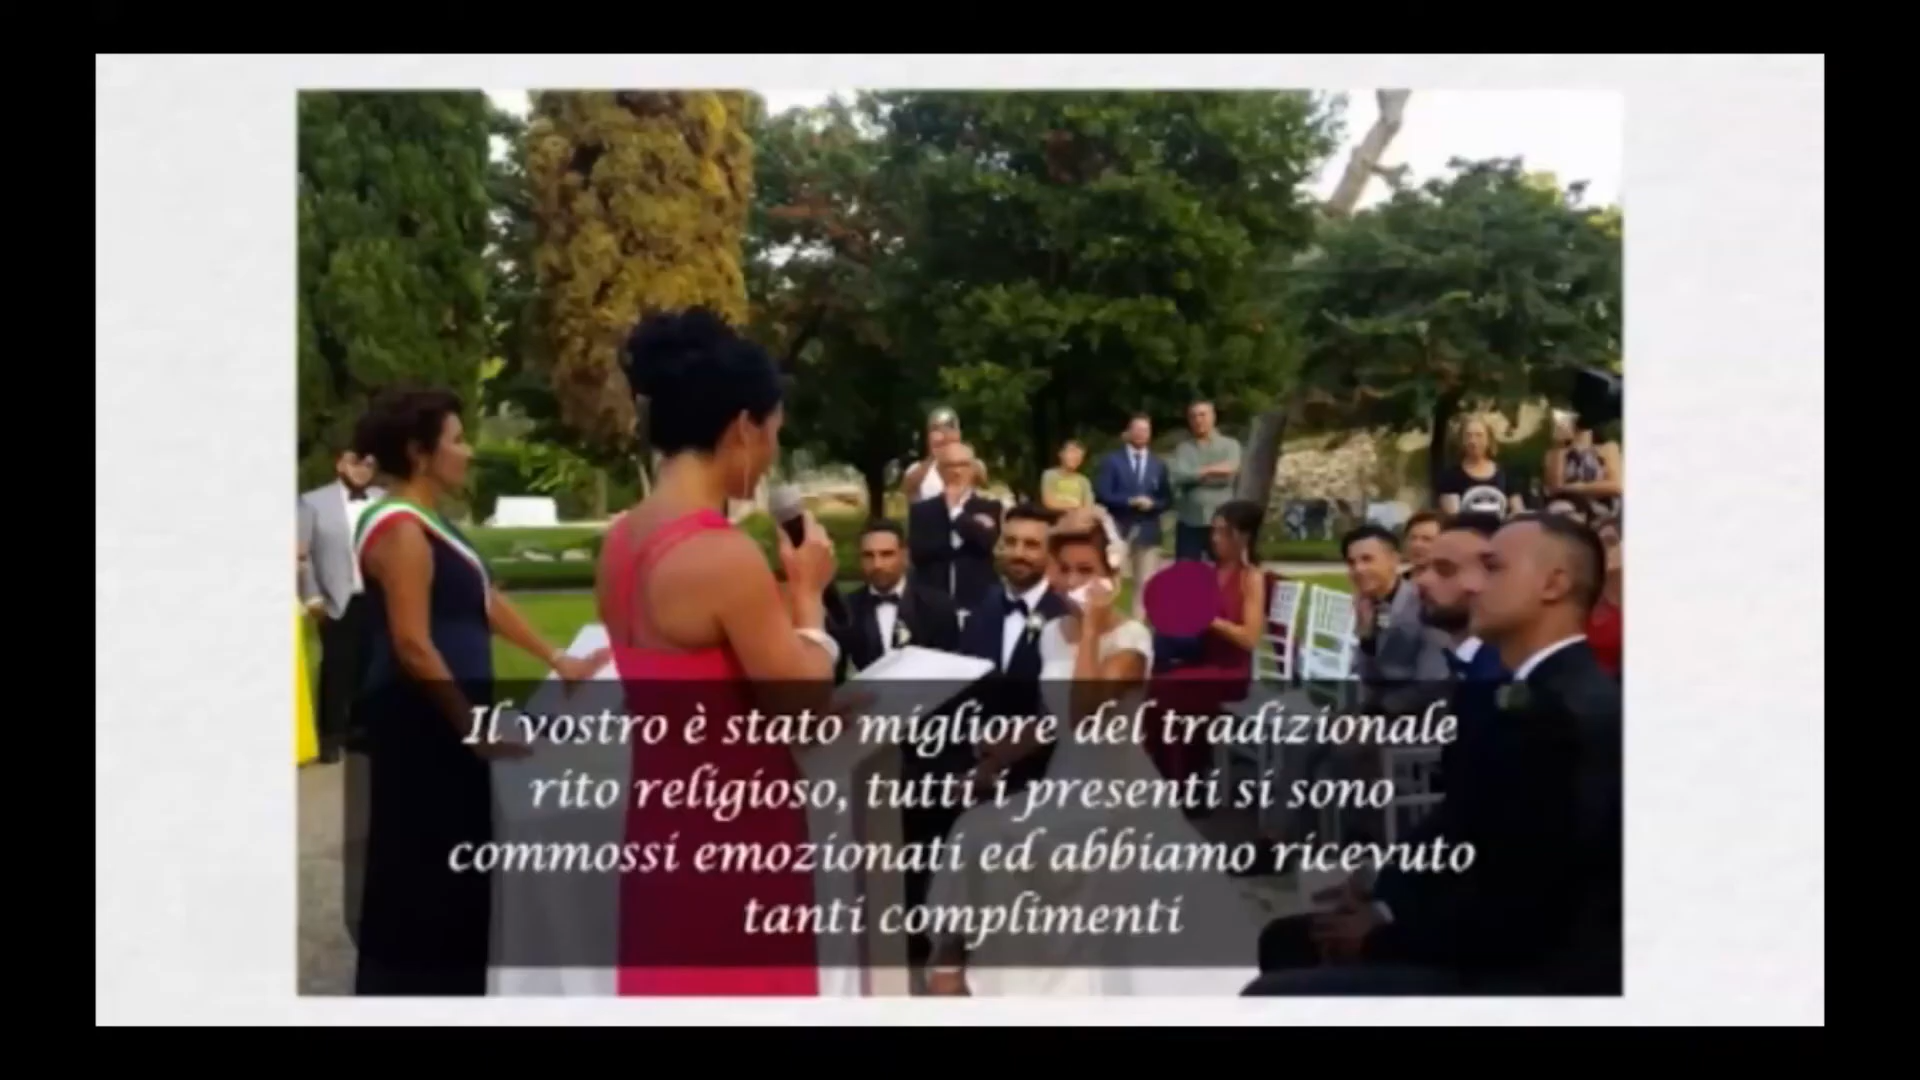 Il vostro è stato migliore del tradizionale
rito religioso, tutti i presenti si sono
commossi emozionati ed abbiamo ricevuto
tanti complimenti